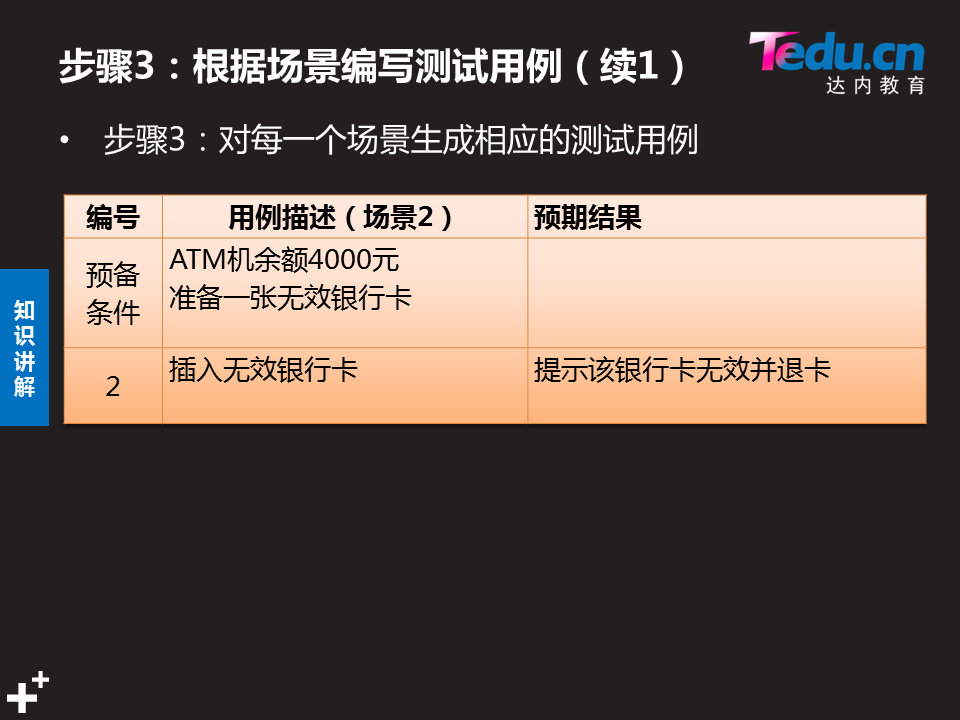 步骤3：根据场景编写测试用例（续1）
Tedu.cn
达内教育
• 步骤3：对每一个场景生成相应的测试用例
编号 用例描述（场景2） 预期结果
预备条件
ATM机余额4000元
准备一张无效银行卡
2 插入无效银行卡 提示该银行卡无效并退卡
知识讲解